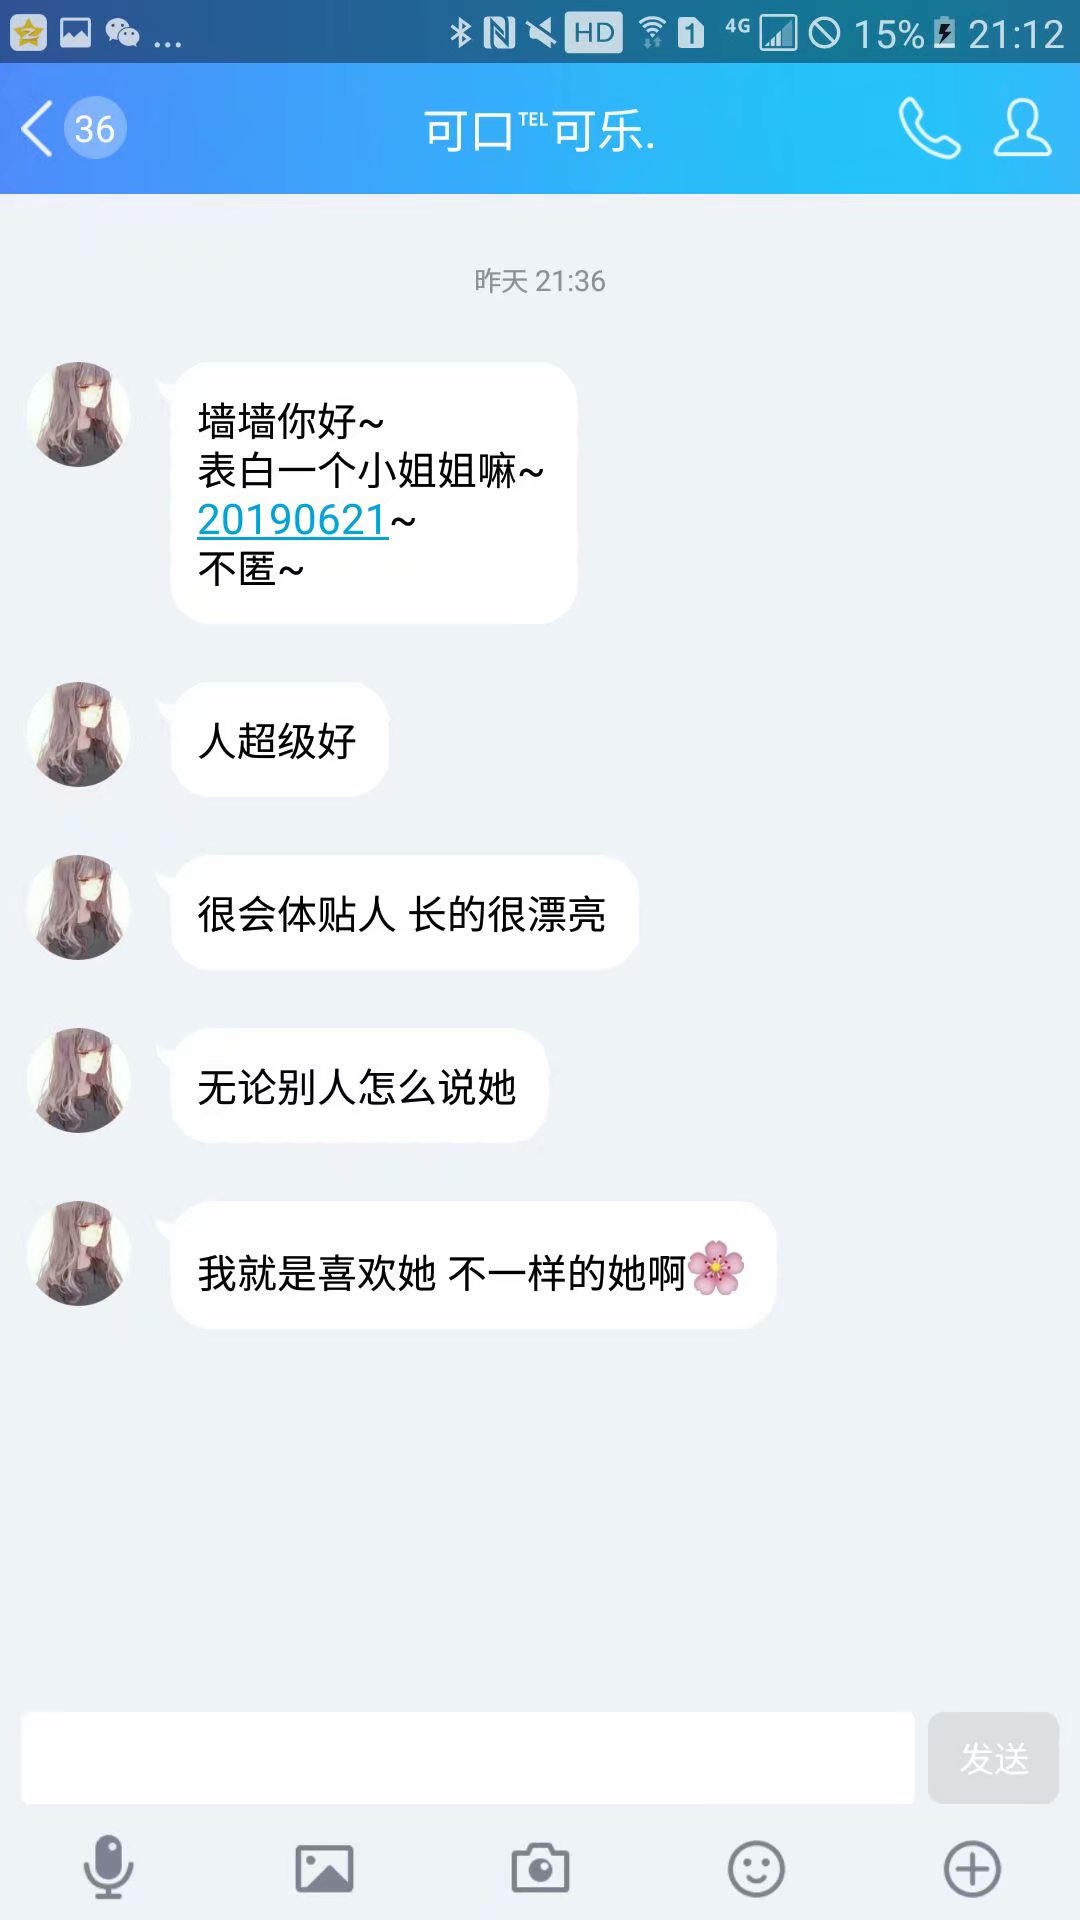 ... HD 1 4G 15% 21:12
36 可口℡可乐.
昨天 21:36
墙墙你好~
表白一个小姐姐嘛~
20190621~
不匿~
人超级好
很会体贴人 长的很漂亮
无论别人怎么说她
我就是喜欢她 不一样的她啊🌸
发送